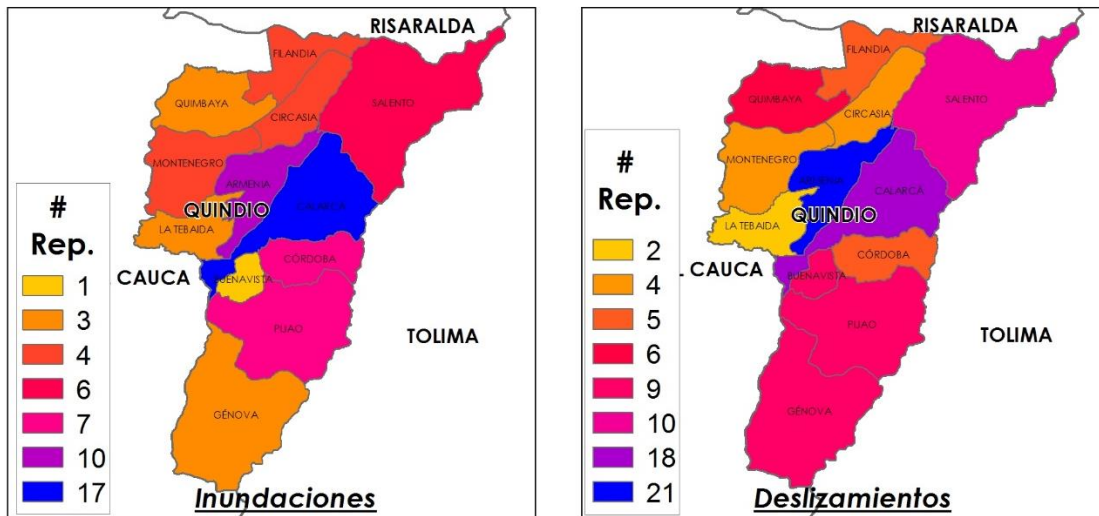 RISARALDA
FILANDIA
QUIMBAYA
SALENTO
CIRCASIA
MONTENEGRO
ARMENIA
CALARCÁ
QUINDIO
LA TEBAIDA
CÓRDOBA
CAUCA
BUENAVISTA
PIJAO
TOLIMA
GÉNOVA
#
Rep.
1
3
4
6
7
10
17
Inundaciones
RISARALDA
FILANDIA
QUIMBAYA
SALENTO
CIRCASIA
MONTENEGRO
ARMENIA
CALARCÁ
QUINDIO
LA TEBAIDA
CÓRDOBA
L CAUCA
BUENAVISTA
PIJAO
TOLIMA
GÉNOVA
#
Rep.
2
4
5
6
9
10
18
21
Deslizamientos